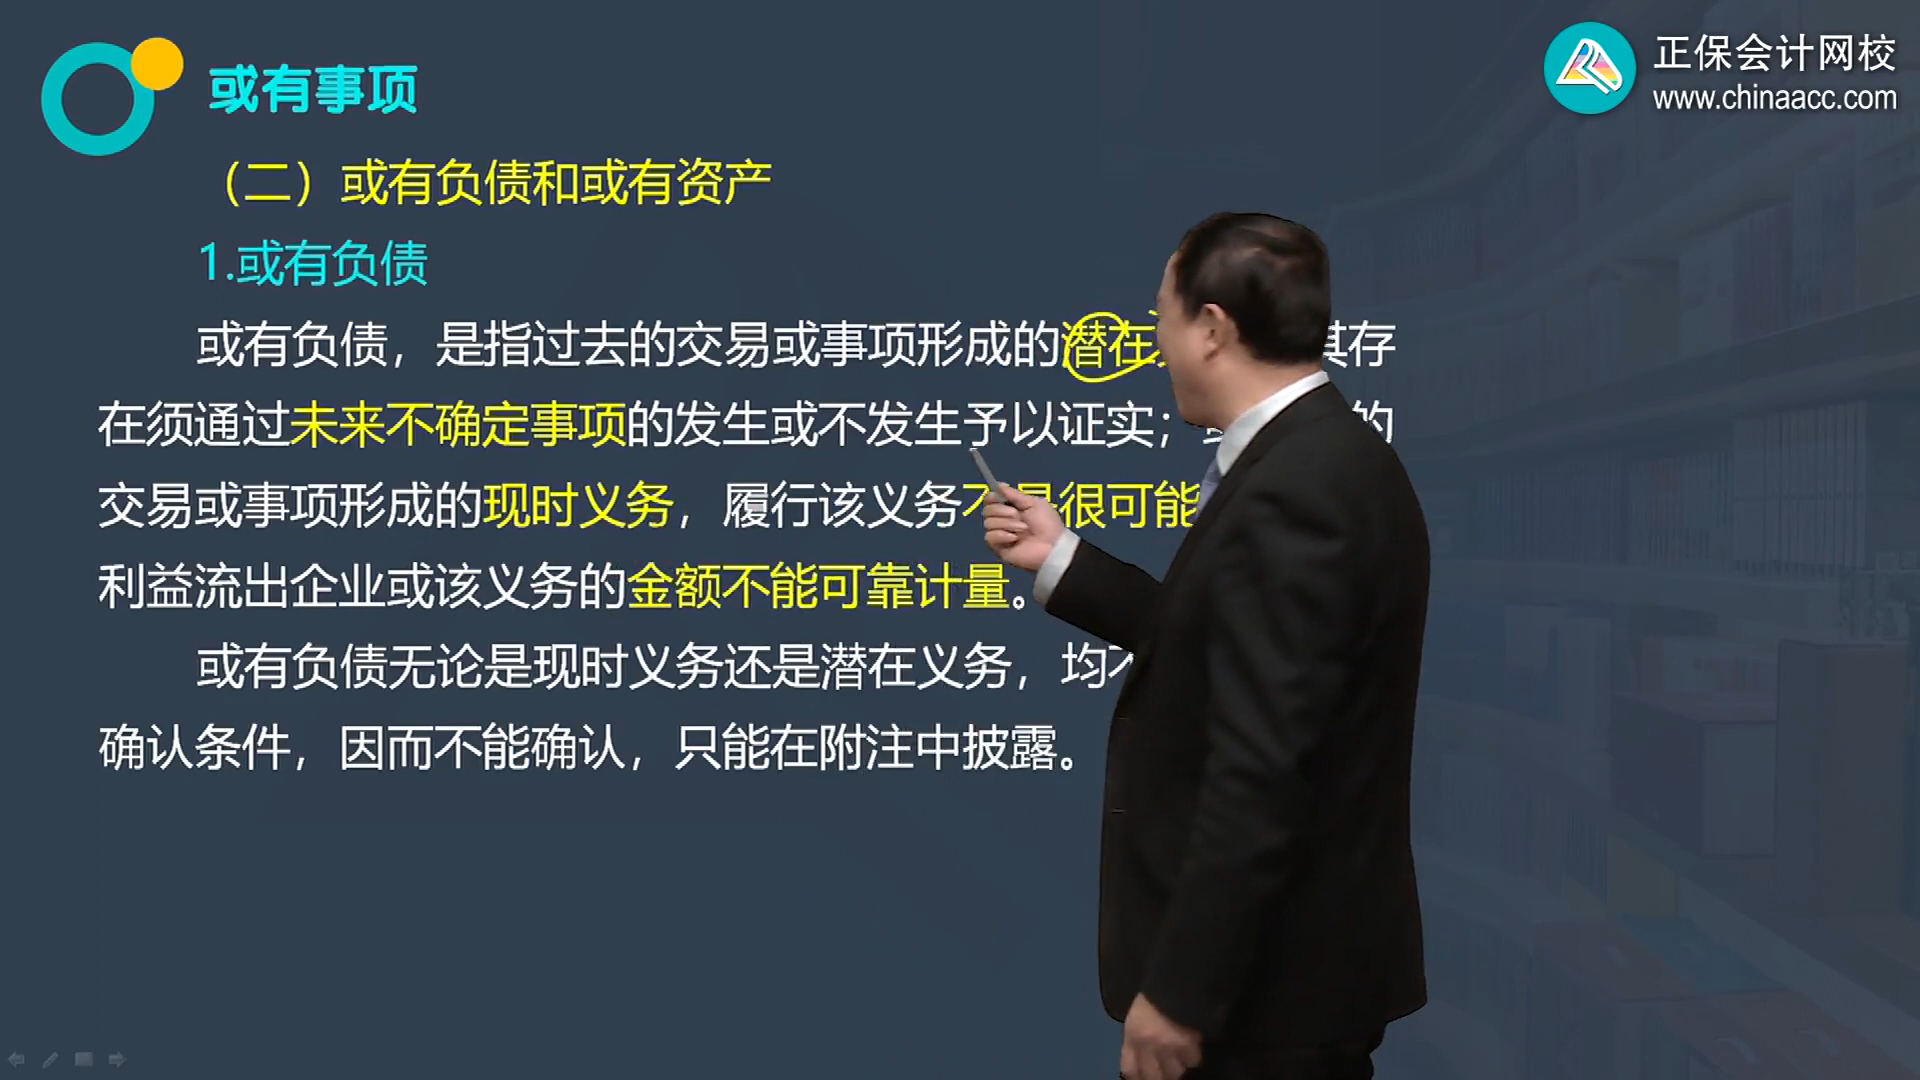 或有事项
正保会计网校
www.chinaacc.com
（二）或有负债和或有资产
1.或有负债
或有负债，是指过去的交易或事项形成的潜在 其存
在须通过未来不确定事项的发生或不发生予以证实； 的
交易或事项形成的现时义务，履行该义务不是很可能
利益流出企业或该义务的金额不能可靠计量。
或有负债无论是现时义务还是潜在义务，均不
确认条件，因而不能确认，只能在附注中披露。